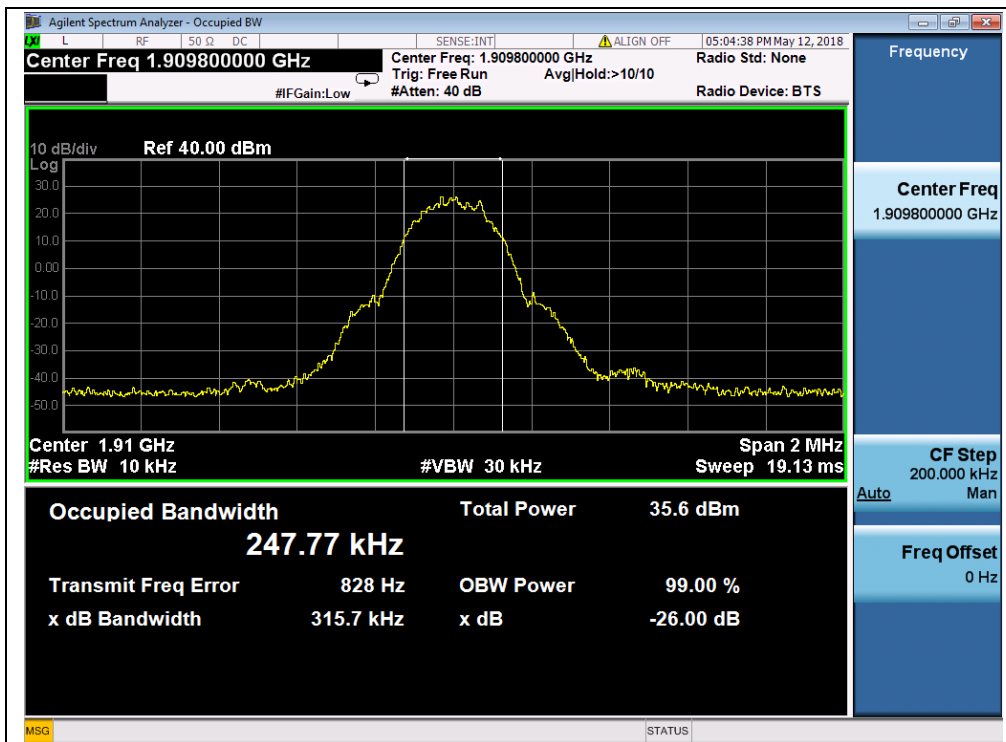 Agilent Spectrum Analyzer - Occupied BW
LXI L RF 50 Ω DC SENSE:INT ALIGN OFF 05:04:38 PM May 12, 2018
Center Freq 1.909800000 GHz
Center Freq: 1.909800000 GHz Radio Std: None
Trig: Free Run Avg|Hold:>10/10
#IFGain:Low #Atten: 40 dB Radio Device: BTS
10 dB/div Ref 40.00 dBm
Log
30.0
20.0
10.0
0.00
-10.0
-20.0
-30.0
-40.0
-50.0
Center 1.91 GHz Span 2 MHz
#Res BW 10 kHz #VBW 30 kHz Sweep 19.13 ms
Occupied Bandwidth Total Power 35.6 dBm
247.77 kHz
Transmit Freq Error 828 Hz OBW Power 99.00 %
x dB Bandwidth 315.7 kHz x dB -26.00 dB
Frequency
Center Freq
1.909800000 GHz
CF Step
200.000 kHz
Auto Man
Freq Offset
0 Hz
MSG STATUS